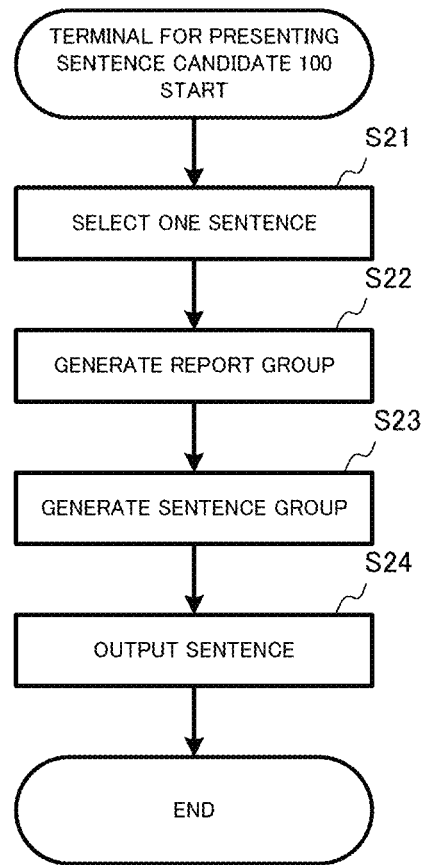 TERMINAL FOR PRESENTING
SENTENCE CANDIDATE 100
START
S21
SELECT ONE SENTENCE
S22
GENERATE REPORT GROUP
S23
GENERATE SENTENCE GROUP
S24
OUTPUT SENTENCE
END